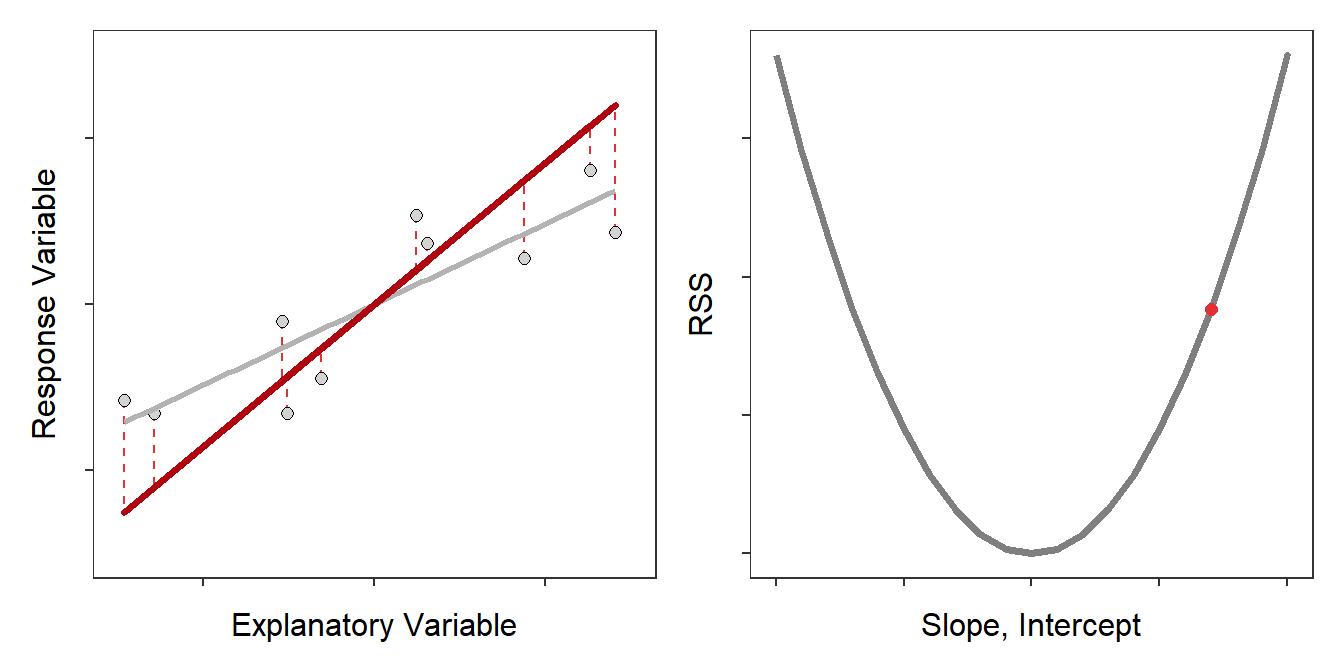 Response Variable
Explanatory Variable
RSS
Slope, Intercept